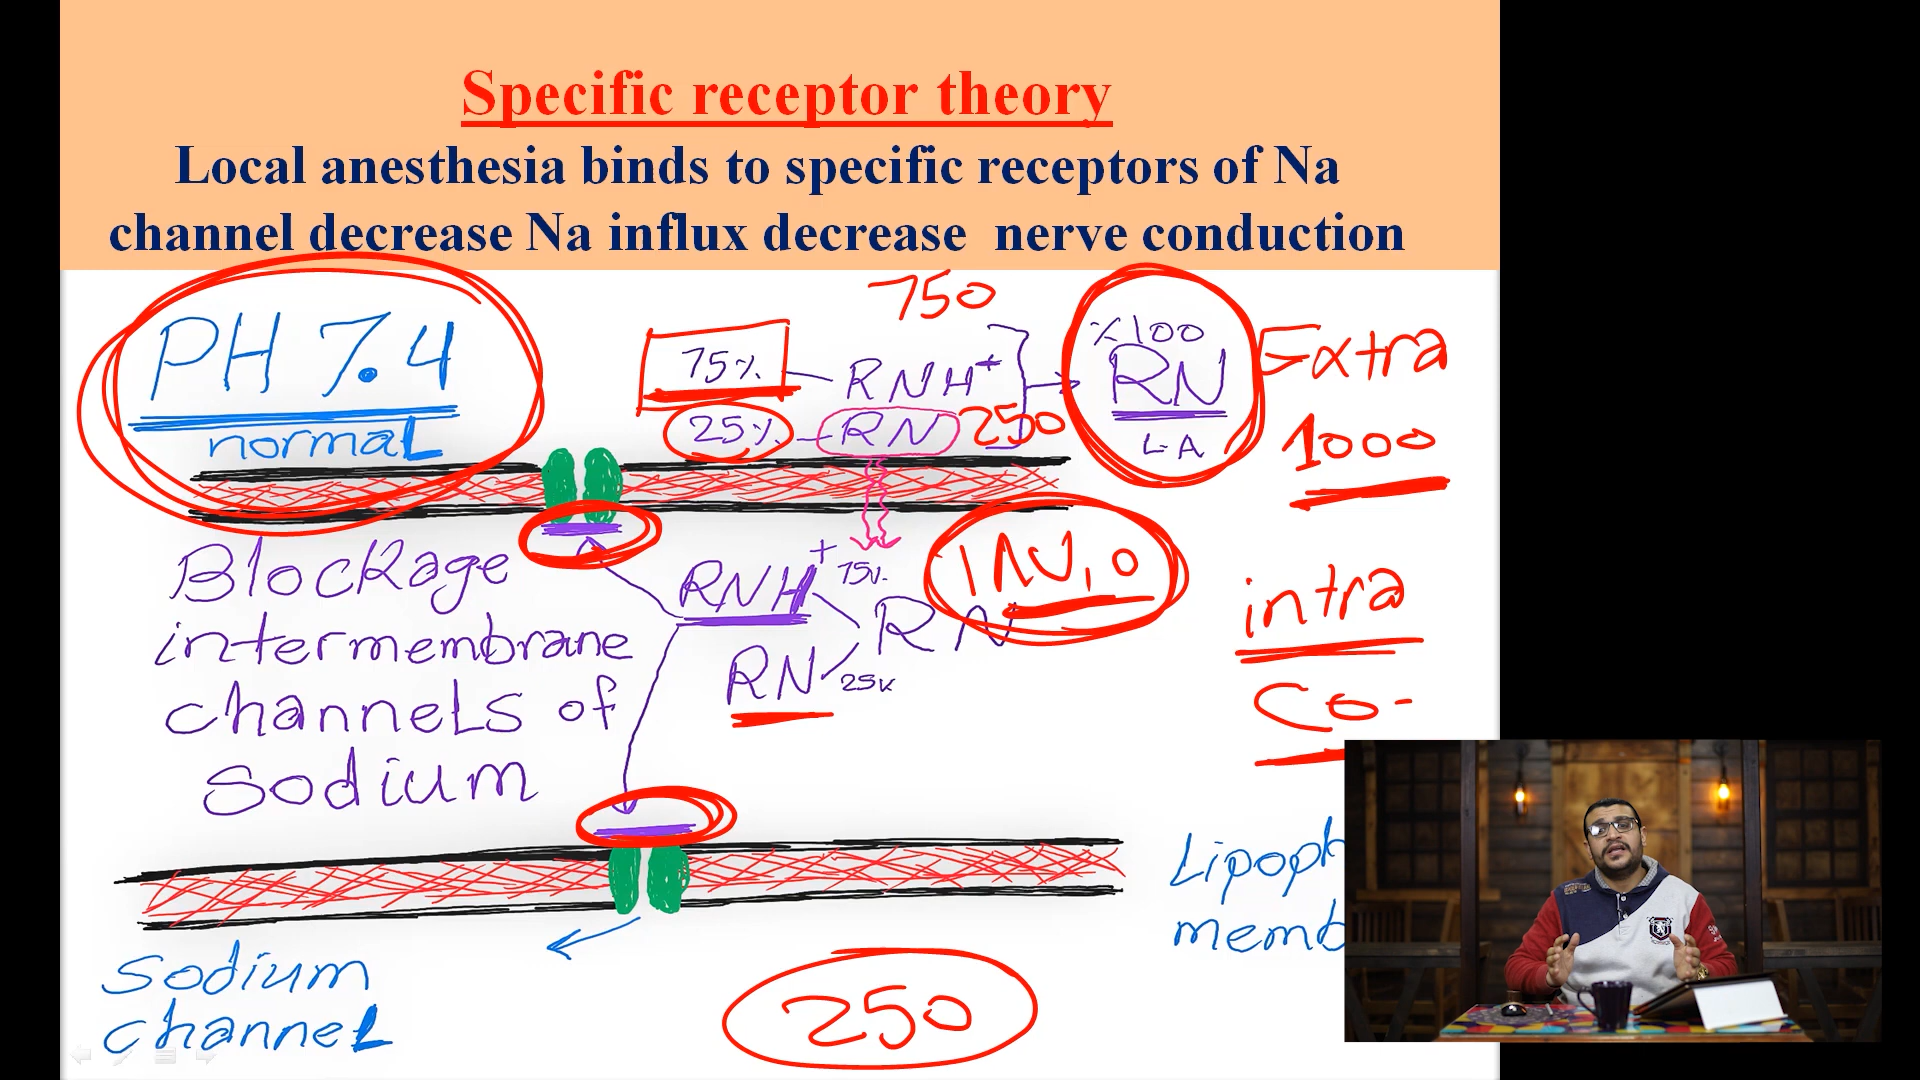 Specific receptor theory
Local anesthesia binds to specific receptors of Na
channel decrease Na influx decrease nerve conduction
PH 7.4
normal
750
75%
RNH+
25%
RN
250
%100
RN
L-A
Extra
1000
Blockage
intermembrane
channels of
sodium
RNH+
75%
RN
RN
intra
Co-
Lipoph
memb
sodium
channel
250